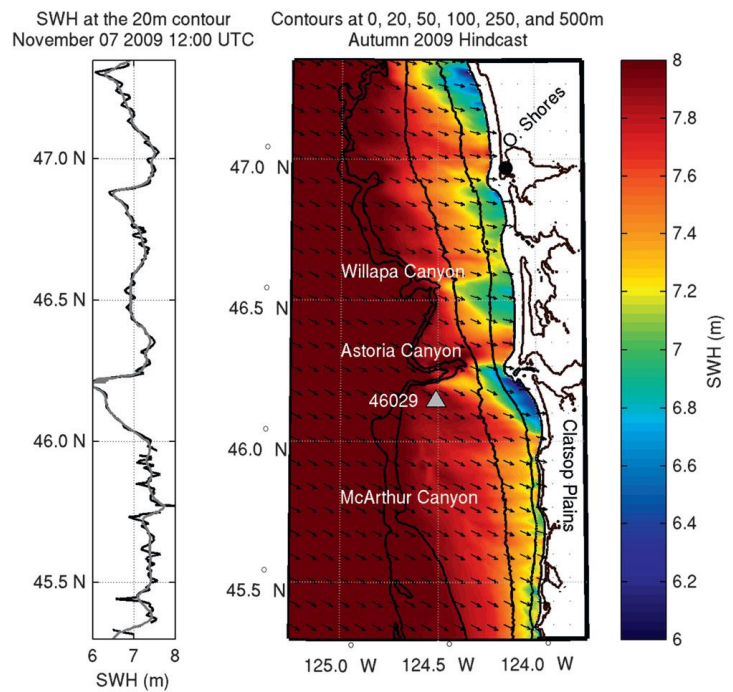 SWH at the 20m contour
November 07 2009 12:00 UTC
47.0 N
46.5 N
46.0 N
45.5 N
6 7 8
SWH (m)
Contours at 0, 20, 50, 100, 250, and 500m
Autumn 2009 Hindcast
47.0 ° N
46.5 ° N
46.0 ° N
45.5 ° N
125.0 ° W
124.5 ° W
124.0 ° W
Shores
Willapa Canyon
Astoria Canyon
46029
McArthur Canyon
Clatsop Plains
8
7.8
7.6
7.4
7.2
7
6.8
6.6
6.4
6.2
6
SWH (m)